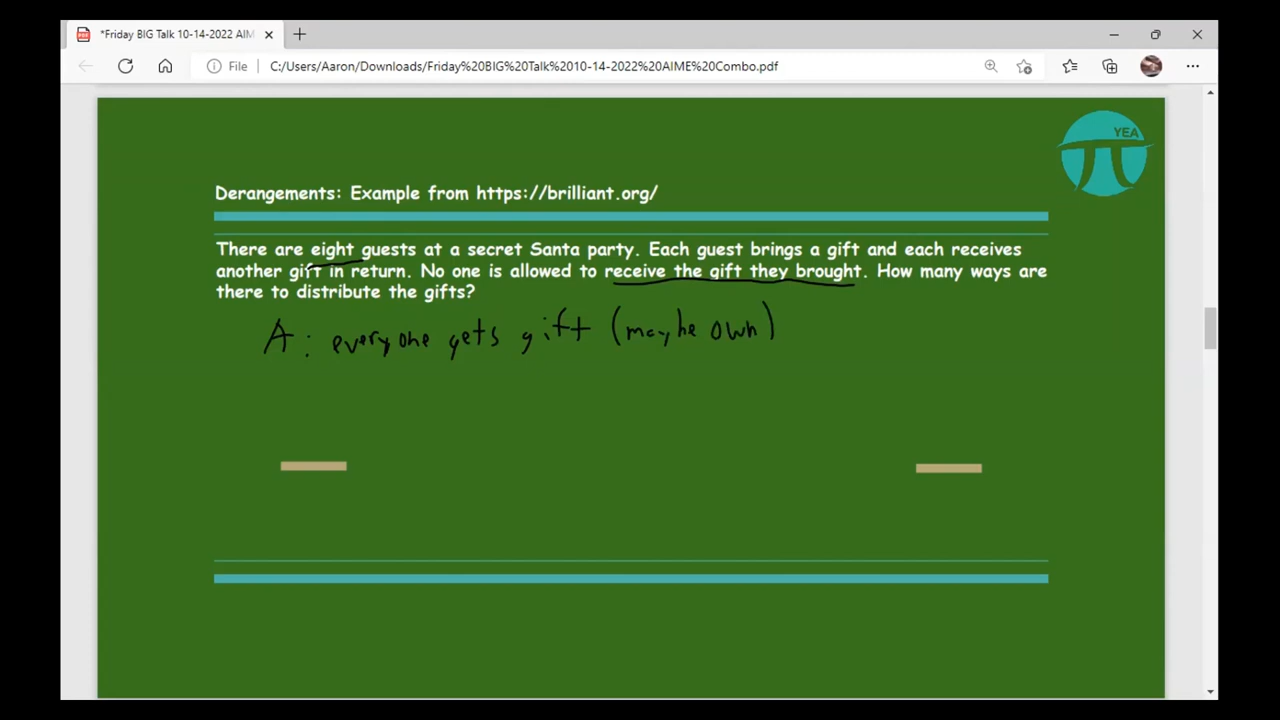 *Friday BIG Talk 10-14-2022 AIM
File
C:/Users/Aaron/Downloads/Friday%20BIG%20Talk%2010-14-2022%20AIME%20Combo.pdf
YEA
Derangements: Example from https://brilliant.org/
There are eight guests at a secret Santa party. Each guest brings a gift and each receives
another gift in return. No one is allowed to receive the gift they brought. How many ways are
there to distribute the gifts?
A: everyone gets gift (maybe own)